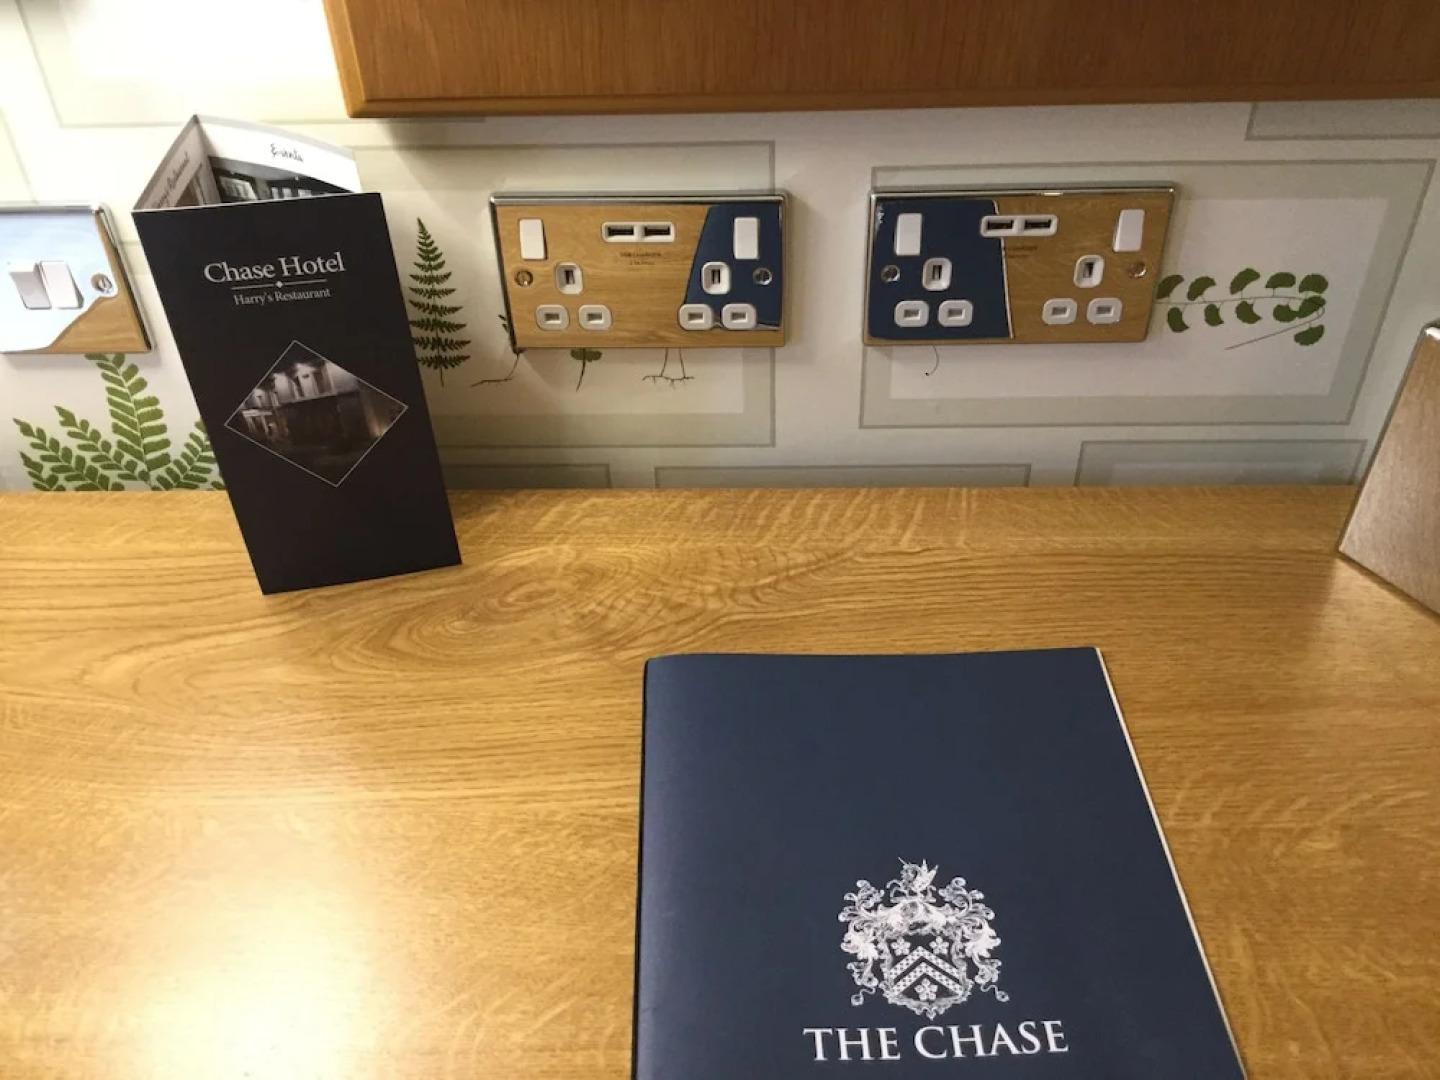 Events
Chase Hotel
Harry's Restaurant
THE CHASE